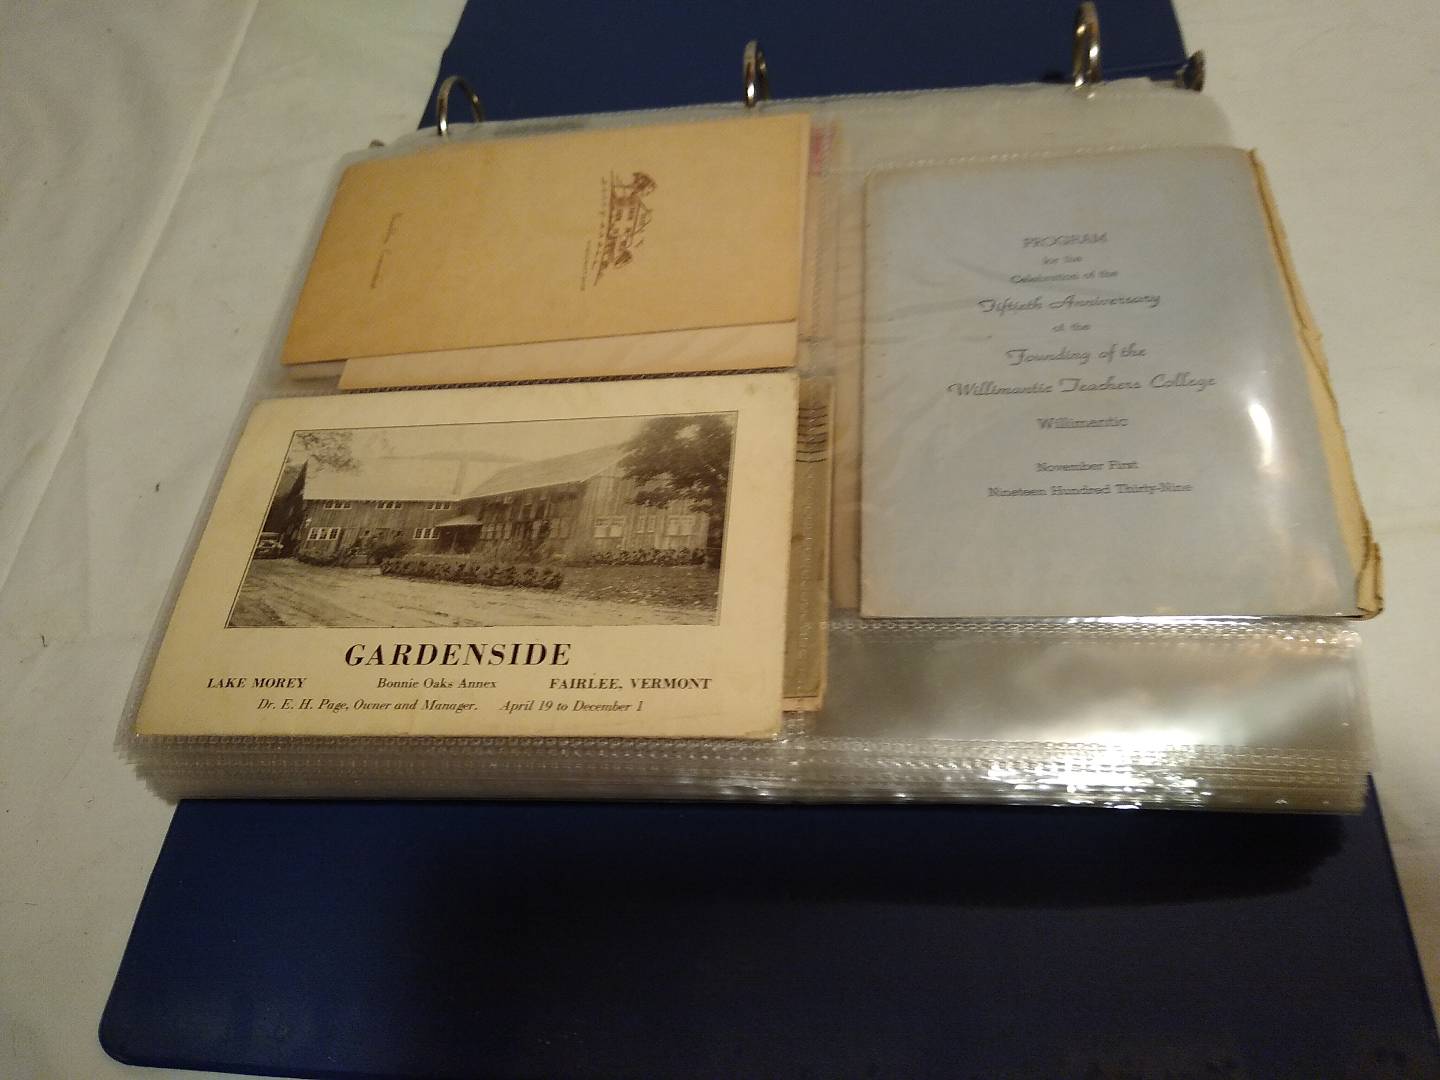 GARDENSIDE
LAKE MOREY Bonnie Oaks Annex FAIRLEE, VERMONT
Dr. E. H. Page, Owner and Manager. April 19 to December 1
PROGRAM
for the
Celebration of the
Fiftieth Anniversary
of the
Founding of the
Willimantic Teachers College
Willimantic
November First
Nineteen Hundred Thirty-Nine